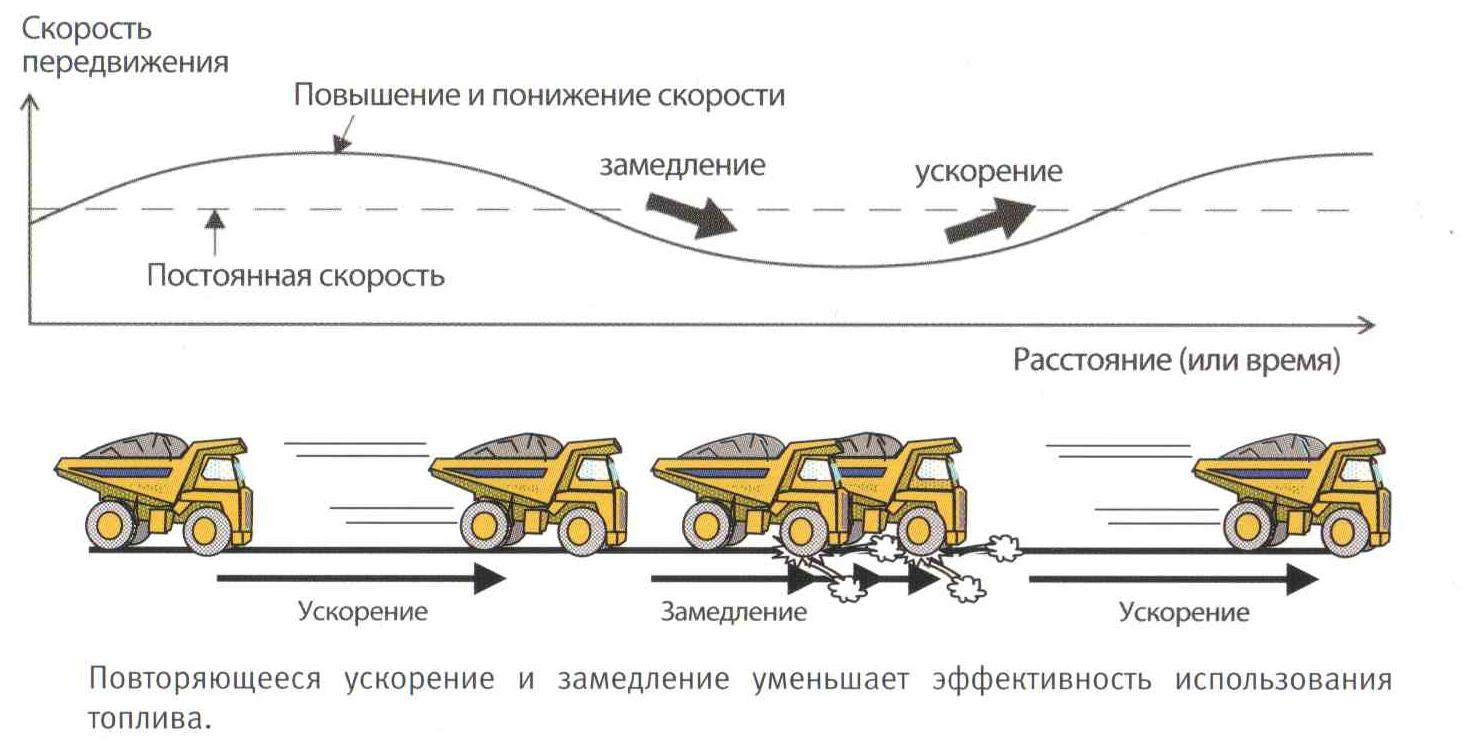 Скорость
передвижения
Повышение и понижение скорости
замедление
ускорение
Постоянная скорость
Расстояние (или время)
Ускорение
Замедление
Ускорение
Повторяющееся ускорение и замедление уменьшает эффективность использования
топлива.